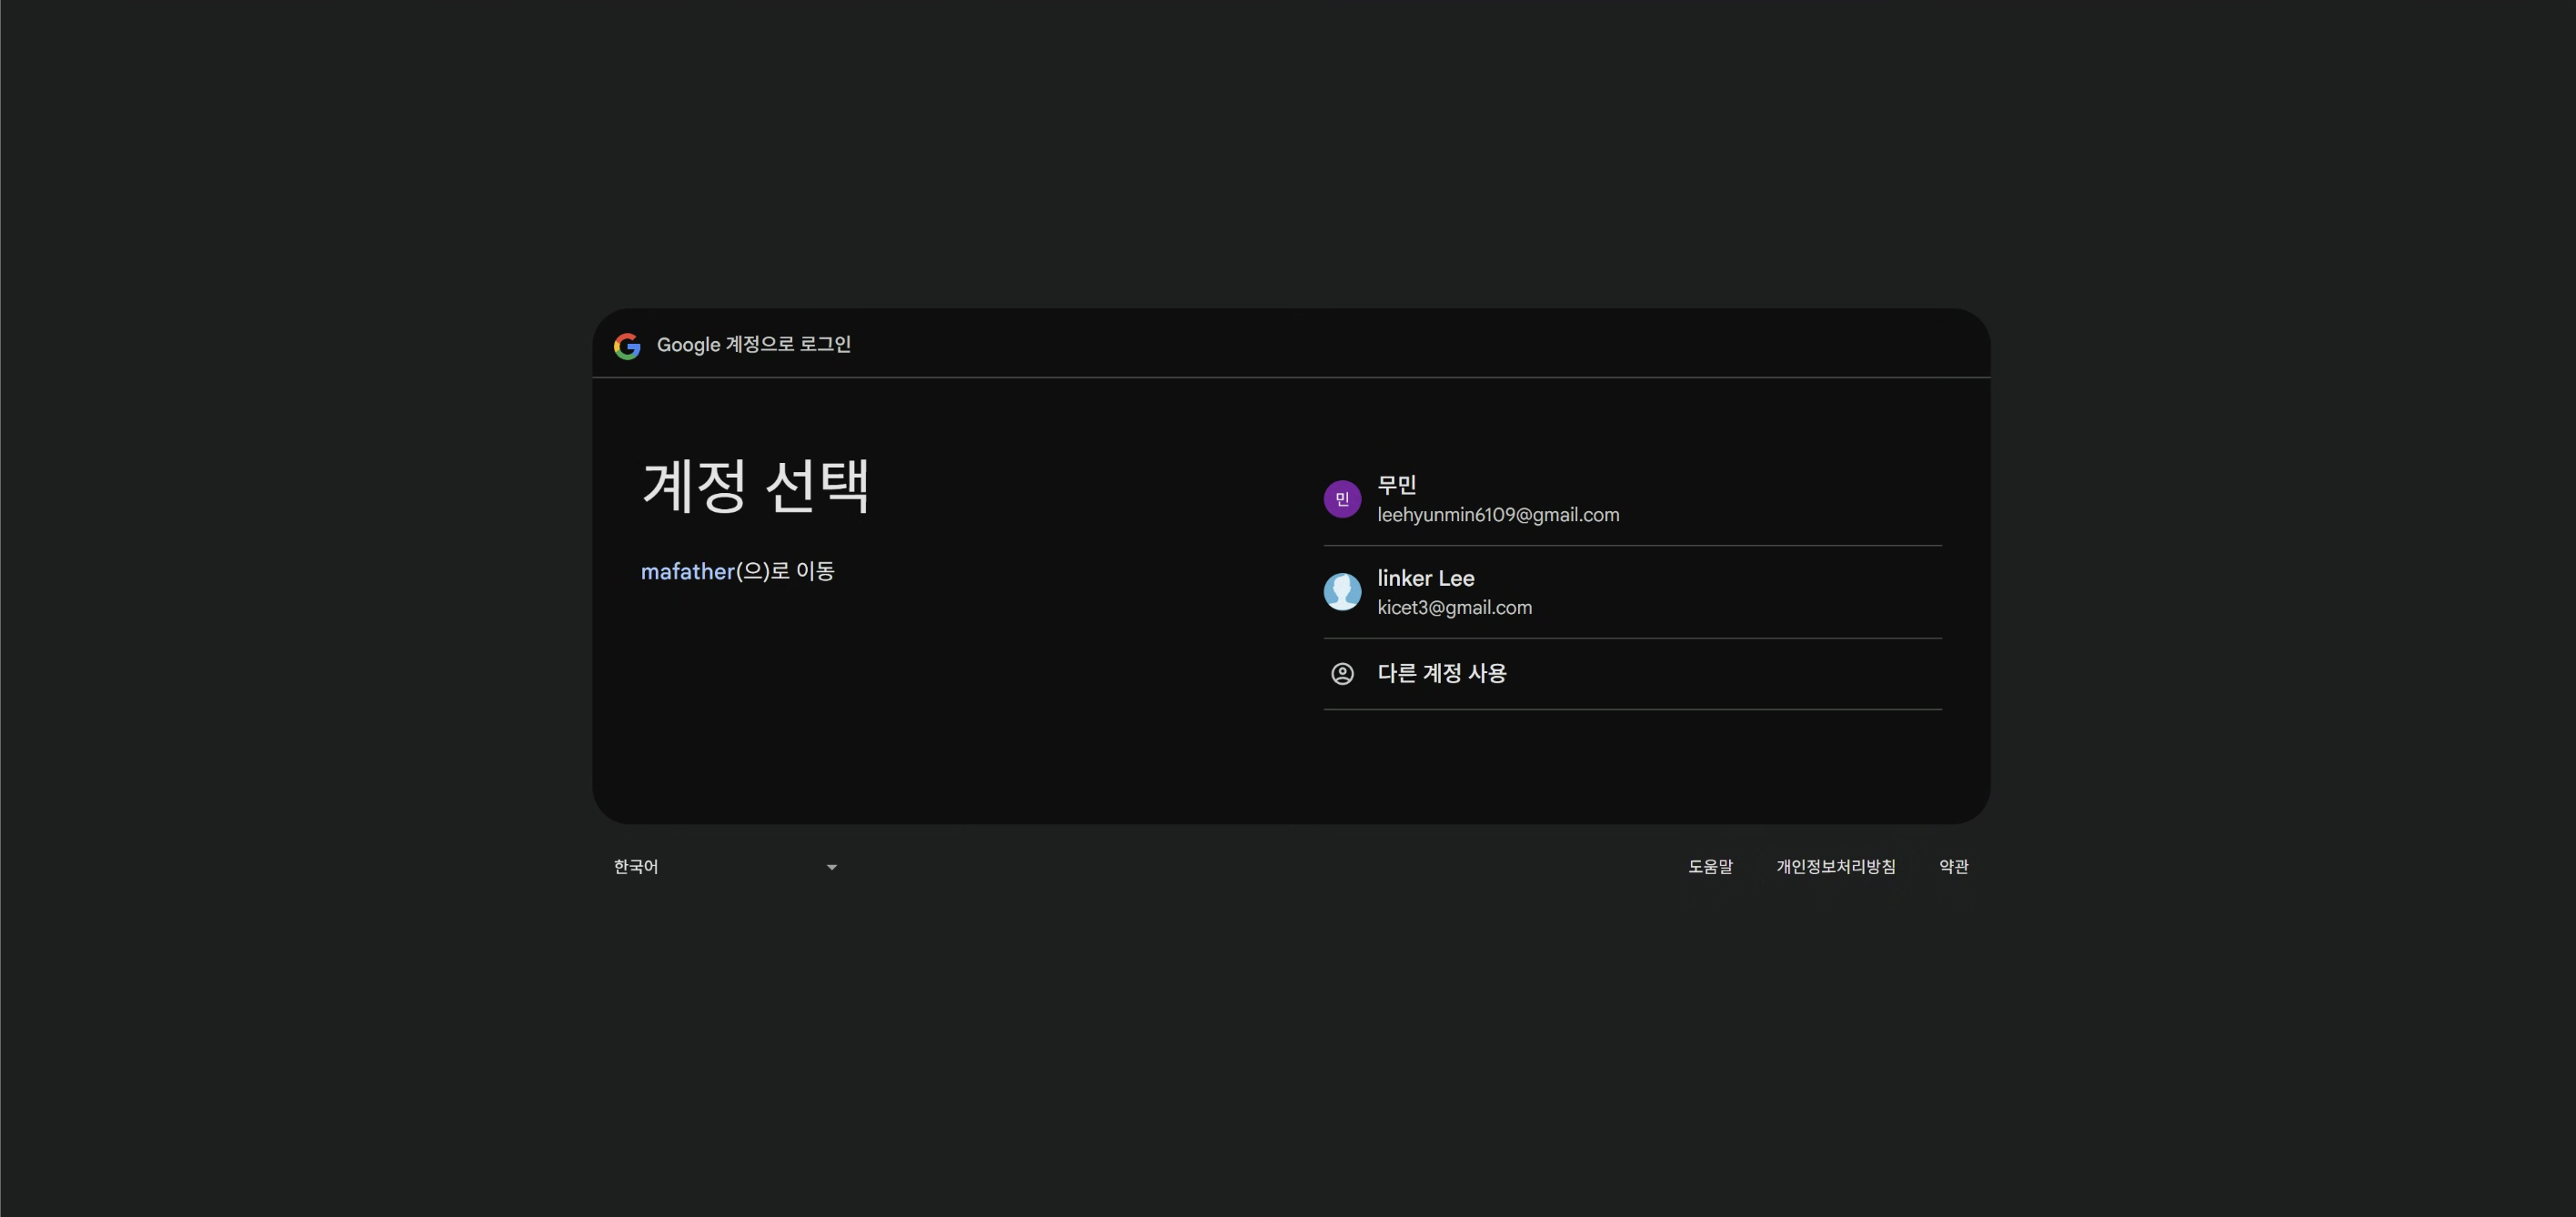 Google 계정으로 로그인
계정 선택
mafather(으)로 이동
민
무민
leehyunmin6109@gmail.com
linker Lee
kicet3@gmail.com
다른 계정 사용
한국어
도움말
개인정보처리방침
약관